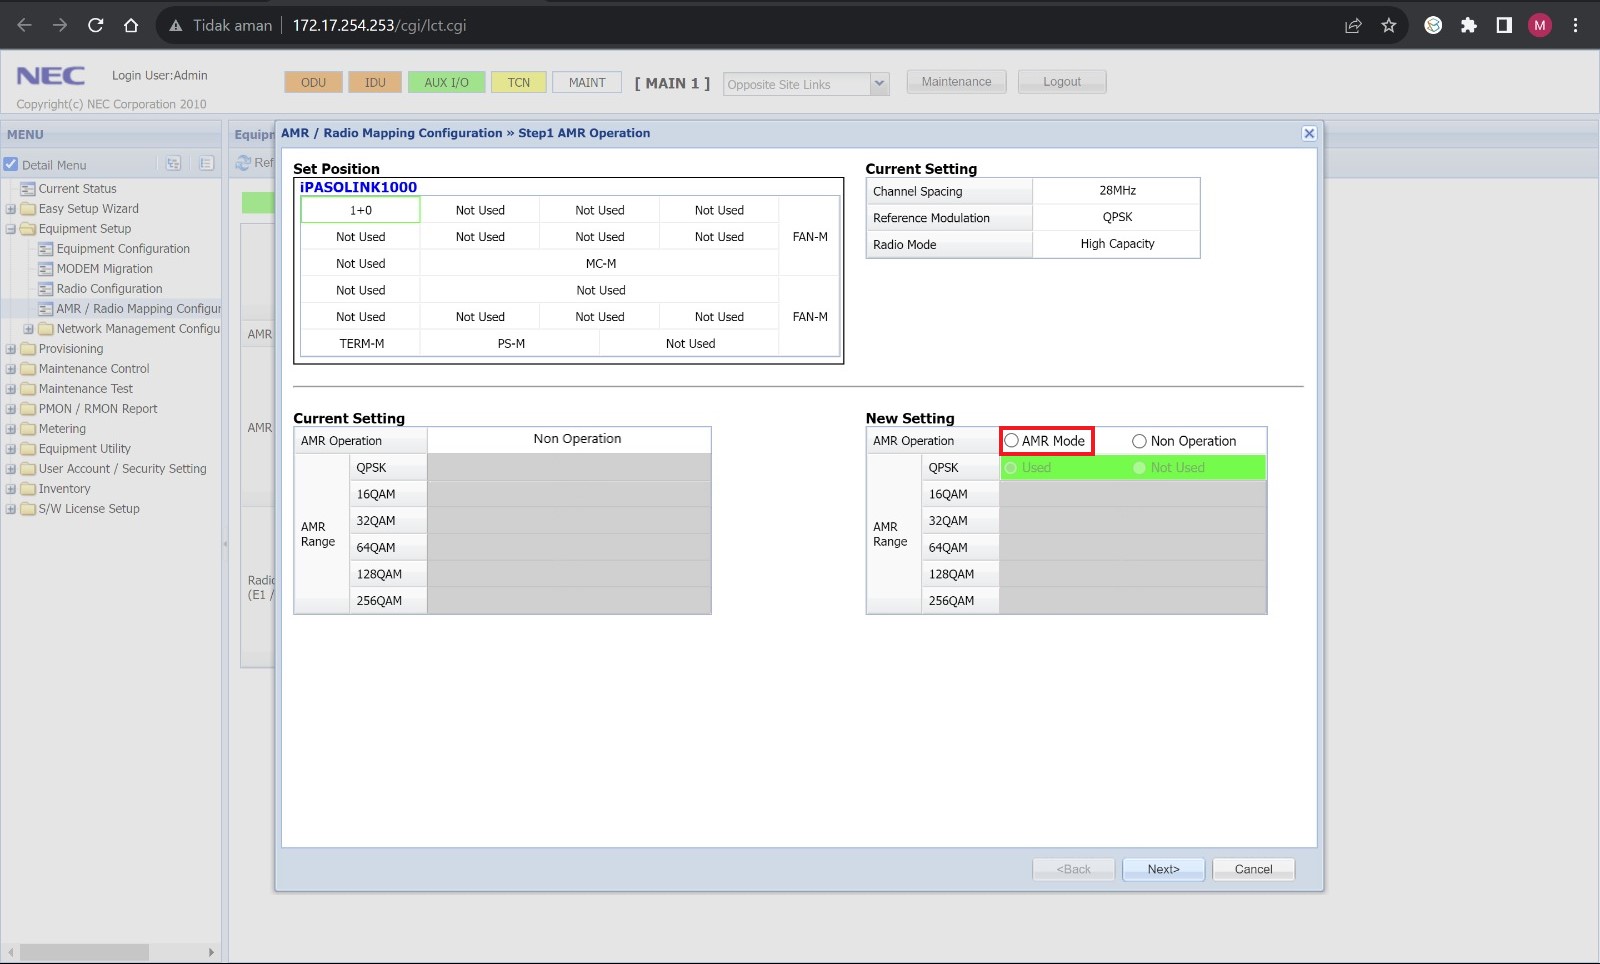 Tidak aman 172.17.254.253/cgi/lct.cgi
M
NEC Login User:Admin
Copyright(c) NEC Corporation 2010
ODU IDU AUX I/O TCN MAINT [ MAIN 1 ] Opposite Site Links Maintenance Logout
MENU
Detail Menu
Current Status
Easy Setup Wizard
Equipment Setup
Equipment Configuration
MODEM Migration
Radio Configuration
AMR / Radio Mapping Configur
Network Management Configu
Provisioning
Maintenance Control
Maintenance Test
PMON / RMON Report
Metering
Equipment Utility
User Account / Security Setting
Inventory
S/W License Setup
Equipm
Ref
AMR
AMR
Radio
(E1 /
AMR / Radio Mapping Configuration » Step1 AMR Operation
Set Position
iPASOLINK1000
1+0 Not Used Not Used Not Used
Not Used Not Used Not Used Not Used FAN-M
Not Used MC-M
Not Used Not Used
Not Used Not Used Not Used Not Used FAN-M
TERM-M PS-M Not Used
Current Setting
Channel Spacing 28MHz
Reference Modulation QPSK
Radio Mode High Capacity
Current Setting
AMR Operation Non Operation
AMR Range
QPSK
16QAM
32QAM
64QAM
128QAM
256QAM
New Setting
AMR Operation AMR Mode Non Operation
AMR Range
QPSK Used Not Used
16QAM
32QAM
64QAM
128QAM
256QAM
<Back Next> Cancel